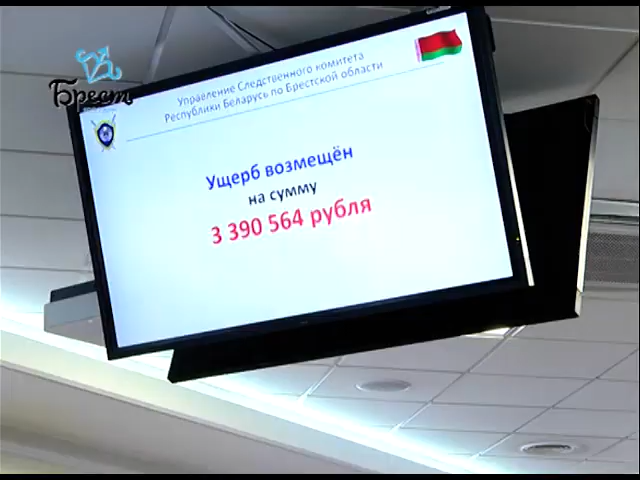 Брест
Управление Следственного комитета
Республики Беларусь по Брестской области
Ущерб возмещён
на сумму
3 390 564 рубля